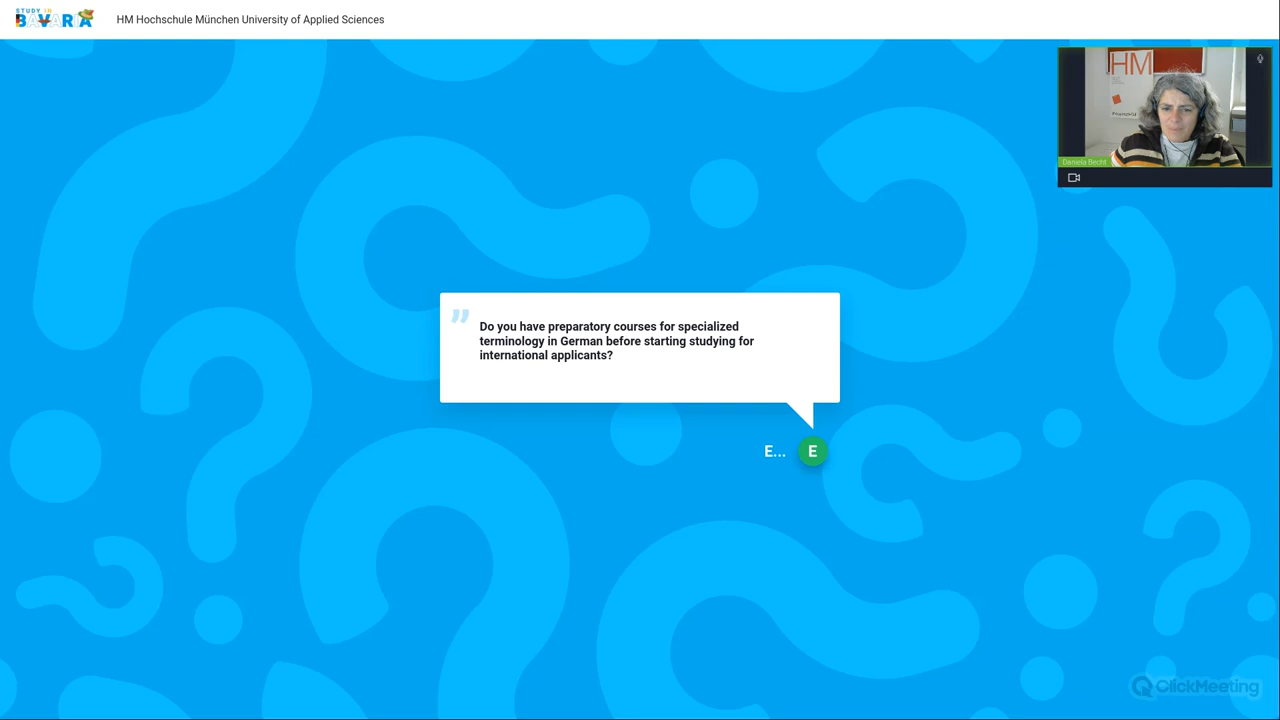 STUDY IN
BAVARIA
HM Hochschule München University of Applied Sciences
HM
Daniela Becht
Do you have preparatory courses for specialized
terminology in German before starting studying for
international applicants?
E...
E
ClickMeeting